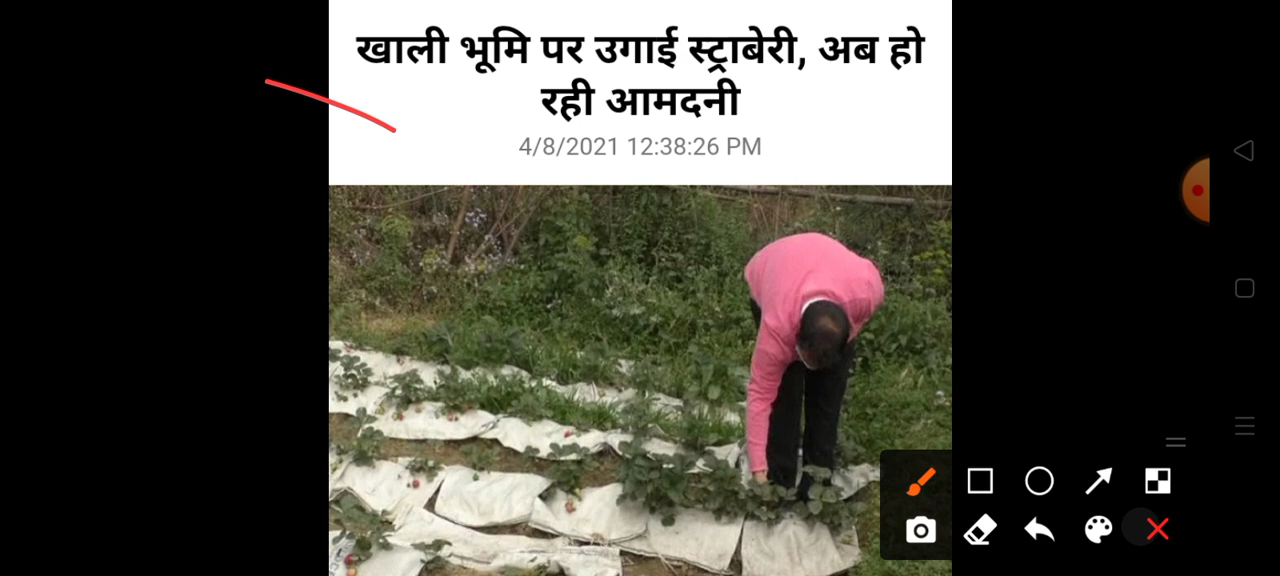 खाली भूमि पर उगाई स्ट्राबेरी, अब हो
रही आमदनी
4/8/2021 12:38:26 PM